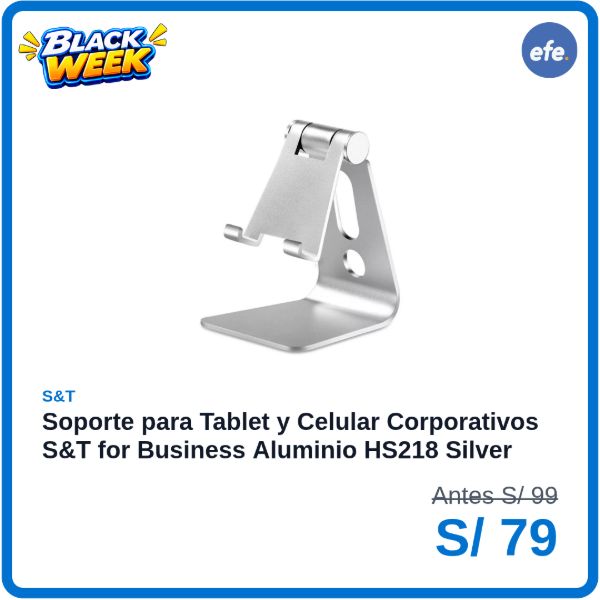 BLACK
WEEK
efe.
S&T
Soporte para Tablet y Celular Corporativos
S&T for Business Aluminio HS218 Silver
Antes S/ 99
S/ 79